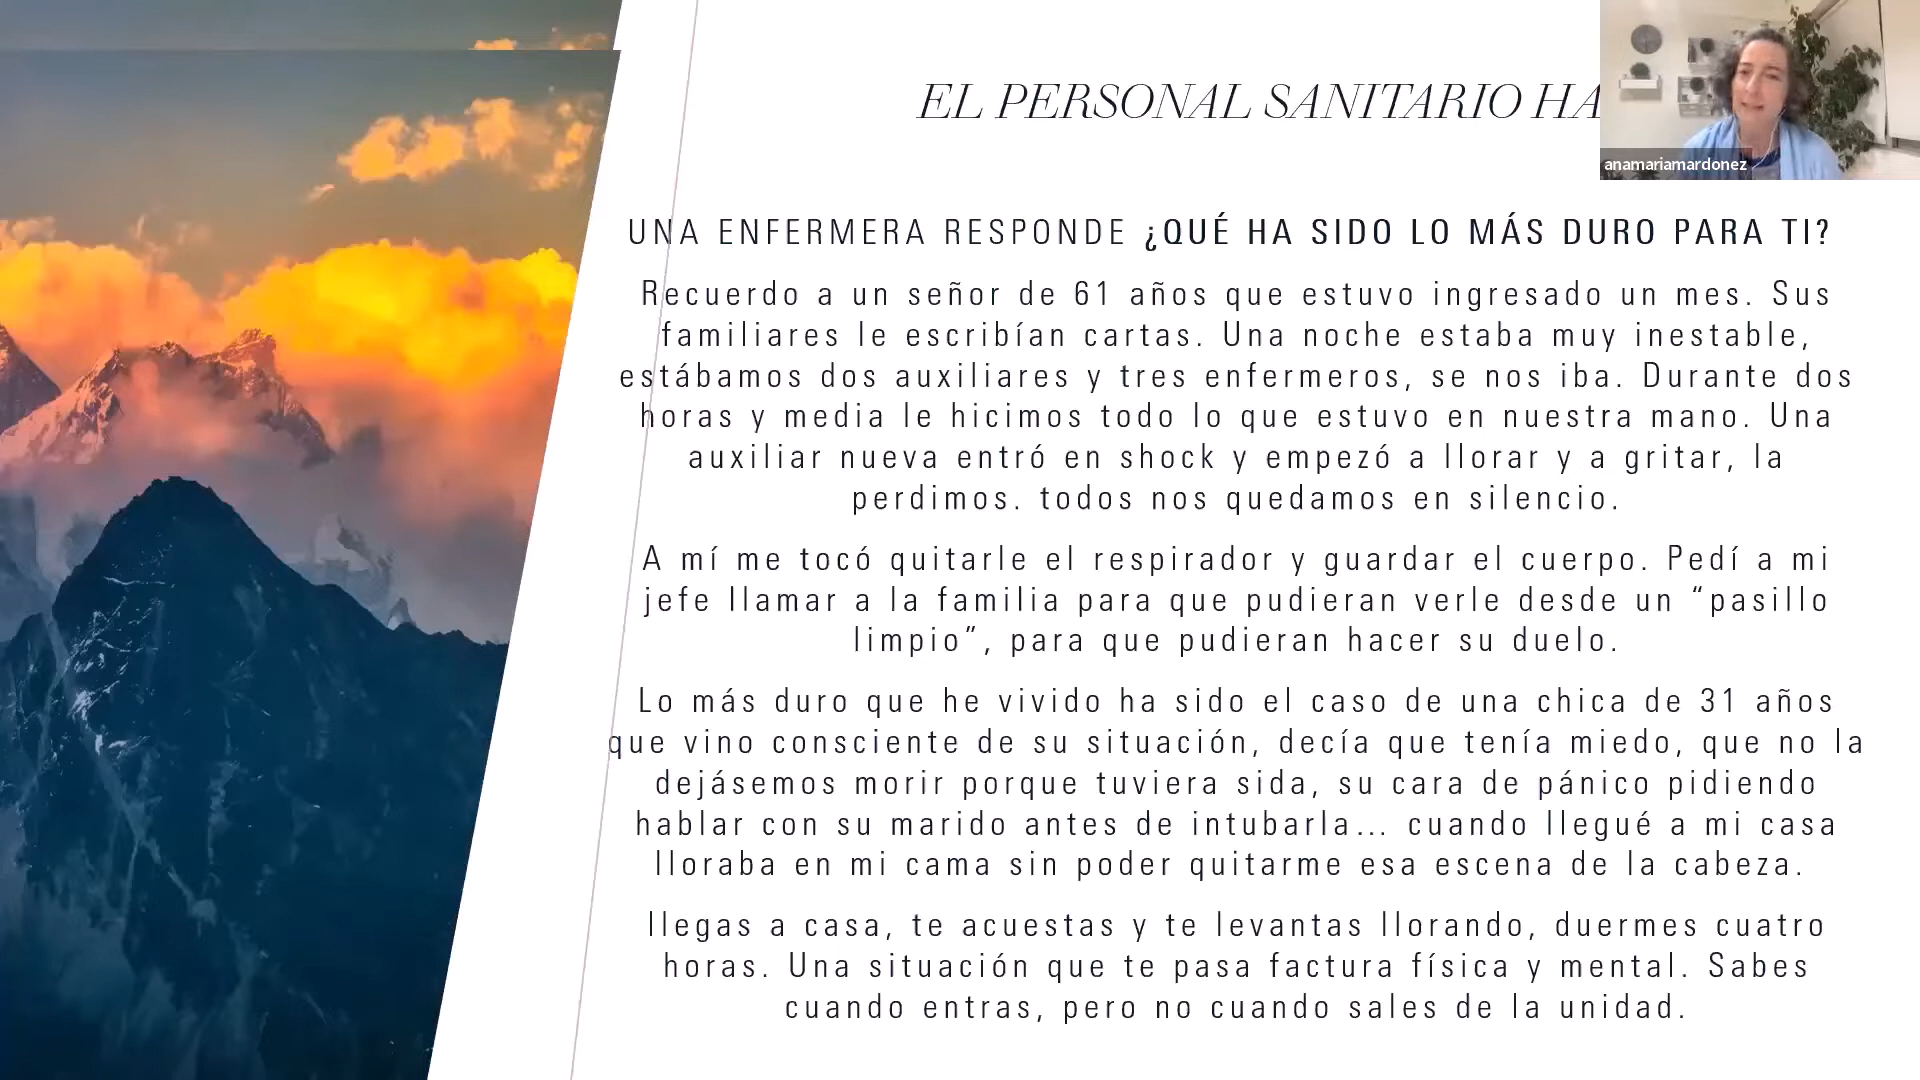 EL PERSONAL SANITARIO HA
anamariamardonez
UNA ENFERMERA RESPONDE ¿QUÉ HA SIDO LO MÁS DURO PARA TI?
Recuerdo a un señor de 61 años que estuvo ingresado un mes. Sus
familiares le escribían cartas. Una noche estaba muy inestable,
estábamos dos auxiliares y tres enfermeros, se nos iba. Durante dos
horas y media le hicimos todo lo que estuvo en nuestra mano. Una
auxiliar nueva entró en shock y empezó a llorar y a gritar, la
perdimos. todos nos quedamos en silencio.
A mí me tocó quitarle el respirador y guardar el cuerpo. Pedí a mi
jefe llamar a la familia para que pudieran verle desde un “pasillo
limpio”, para que pudieran hacer su duelo.
Lo más duro que he vivido ha sido el caso de una chica de 31 años
que vino consciente de su situación, decía que tenía miedo, que no la
dejásemos morir porque tuviera sida, su cara de pánico pidiendo
hablar con su marido antes de intubarla... cuando llegué a mi casa
lloraba en mi cama sin poder quitarme esa escena de la cabeza.
llegas a casa, te acuestas y te levantas llorando, duermes cuatro
horas. Una situación que te pasa factura física y mental. Sabes
cuando entras, pero no cuando sales de la unidad.